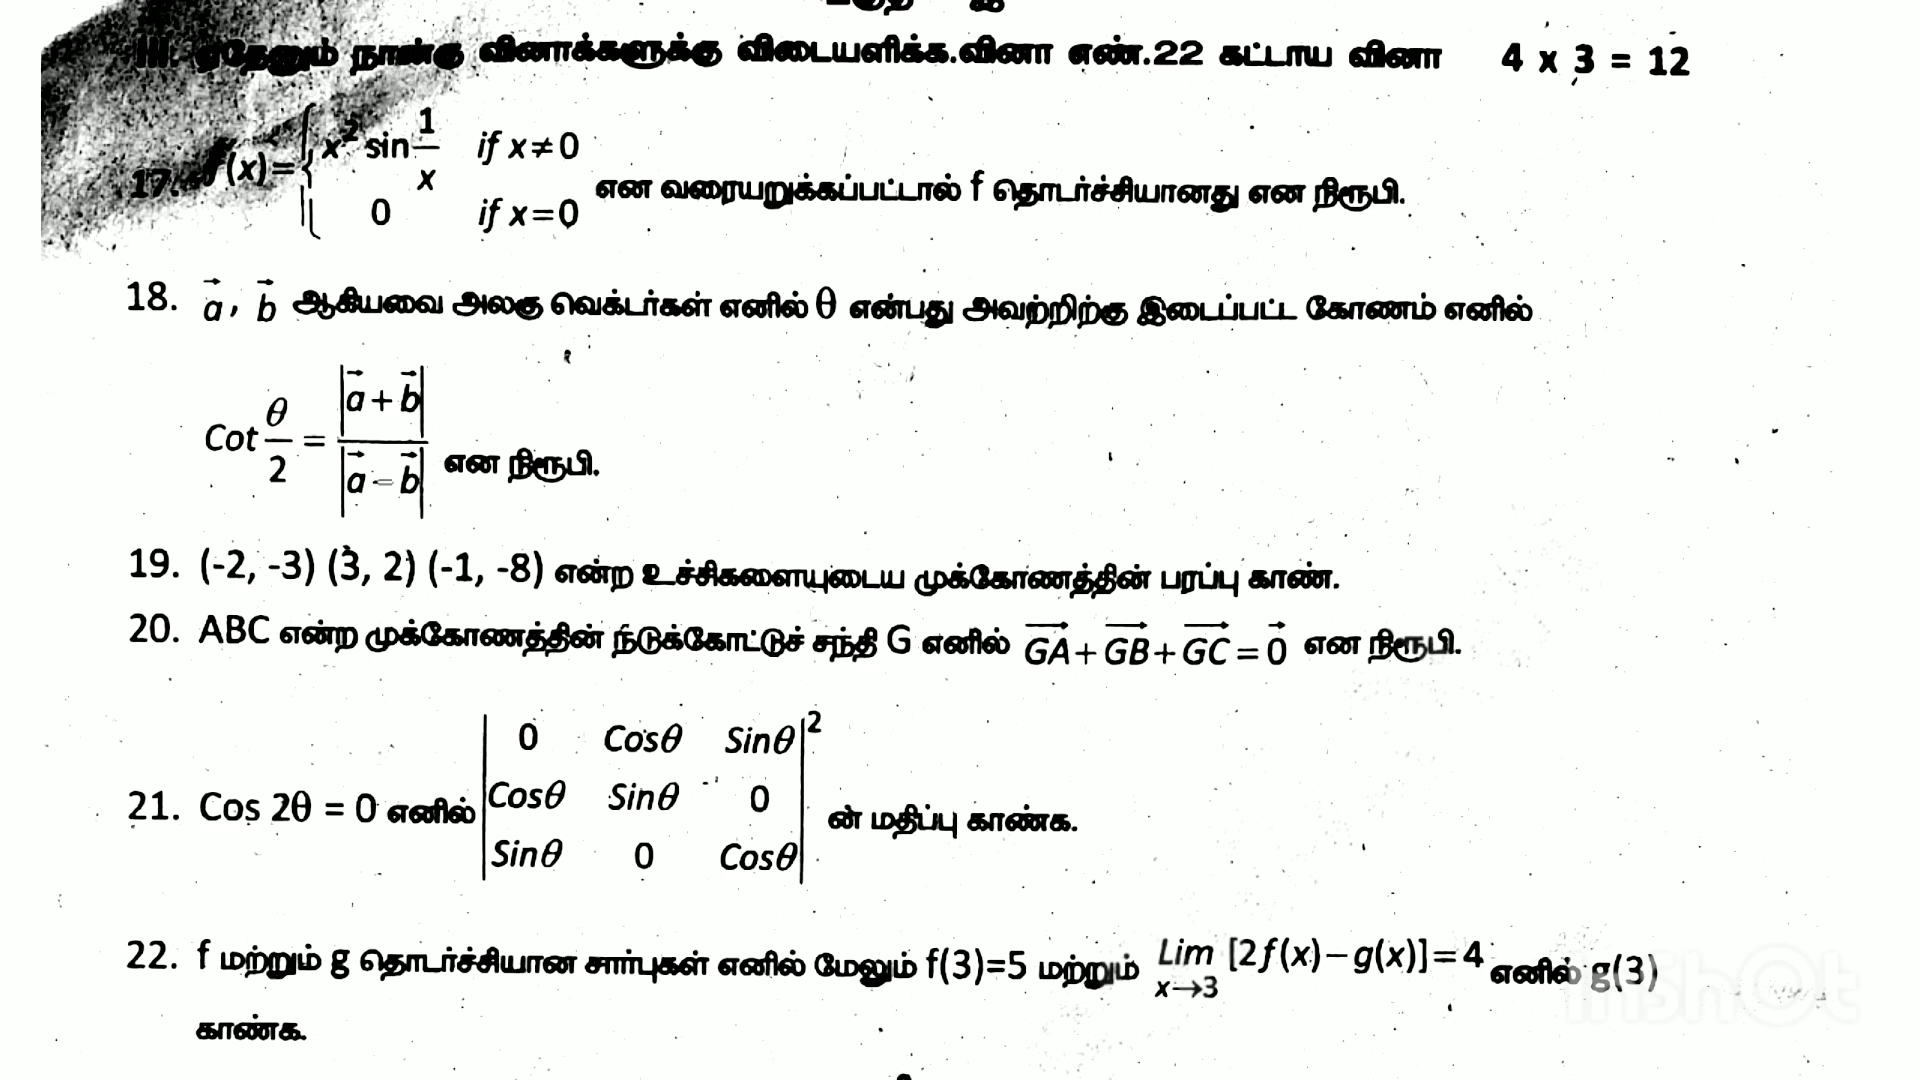 III. ஏதேனும் நான்கு வினாக்களுக்கு விடையளிக்க.வினா எண்.22 கட்டாய வினா 4 x 3 = 12
17. f(x)={ x² sin 1/x if x≠0
0 if x=0 என வரையறுக்கப்பட்டால் f தொடர்ச்சியானது என நிரூபி.
18. a⃗, b⃗ ஆகியவை அலகு வெக்டர்கள் எனில் θ என்பது அவற்றிற்கு இடைப்பட்ட கோணம் எனில்
Cot θ/2 = |a⃗ + b⃗| / |a⃗ − b⃗| என நிரூபி.
19. (-2, -3) (3, 2) (-1, -8) என்ற உச்சிகளையுடைய முக்கோணத்தின் பரப்பு காண்.
20. ABC என்ற முக்கோணத்தின் நடுக்கோட்டுச் சந்தி G எனில் GA⃗ + GB⃗ + GC⃗ = 0⃗ என நிரூபி.
21. Cos 2θ = 0 எனில் |0 Cosθ Sinθ|²
|Cosθ Sinθ 0| ன் மதிப்பு காண்க.
|Sinθ 0 Cosθ|
22. f மற்றும் g தொடர்ச்சியான சார்புகள் எனில் மேலும் f(3)=5 மற்றும் Lim x→3 [2f(x)−g(x)]=4 எனில் g(3)
காண்க.
InShOt